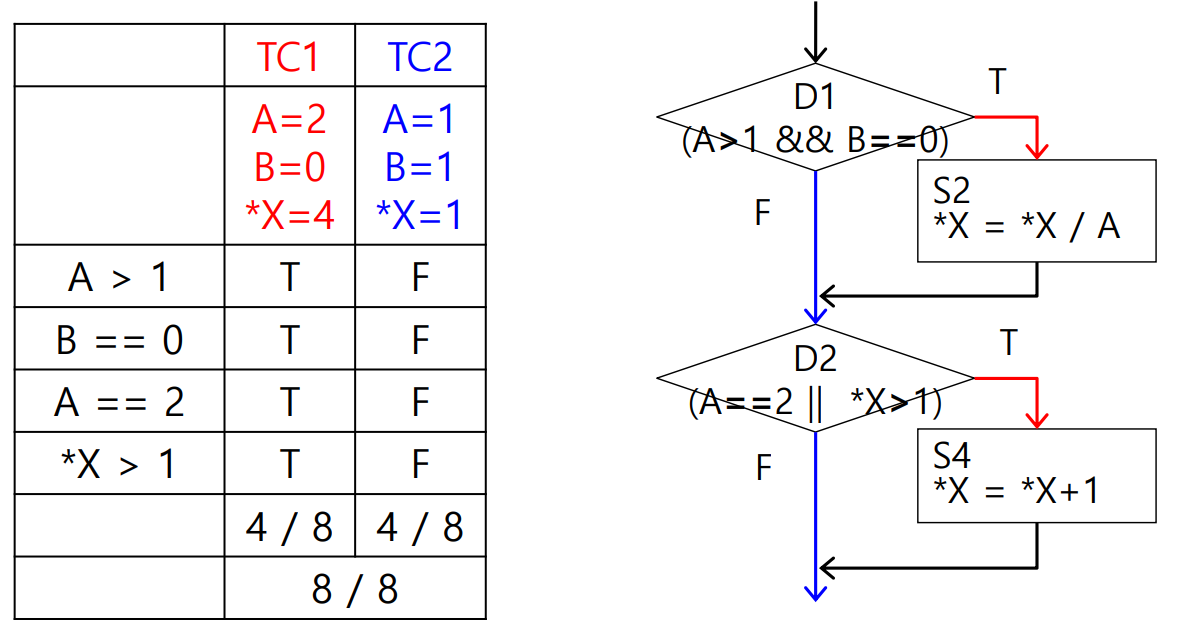 TC1 TC2
A=2 A=1
B=0 B=1
*X=4 *X=1
A > 1 T F
B == 0 T F
A == 2 T F
*X > 1 T F
4 / 8 4 / 8
8 / 8
D1
(A>1 && B==0)
T
F
S2
*X = *X / A
D2
(A==2 || *X>1)
T
F
S4
*X = *X+1